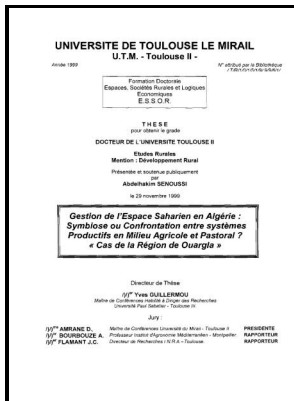 UNIVERSITE DE TOULOUSE LE MIRAIL
U.T.M. - Toulouse II -
Année 1999
N° attribué par la Bibliothèque
Formation Doctorale
Espaces, Sociétés Rurales et Logiques
Economiques
E.S.S.O.R.
THESE
pour obtenir le grade
DOCTEUR DE L'UNIVERSITE TOULOUSE II
Etudes Rurales
Mention : Développement Rural
Présentée et soutenue publiquement
par
Abdelhakim SENOUSSI
le 29 novembre 1999
Gestion de l'Espace Saharien en Algérie :
Symbiose ou Confrontation entre systèmes
Productifs en Milieu Agricole et Pastoral ?
« Cas de la Région de Ouargla »
Directeur de Thèse
Yves GUILLERMOU
Maître de Conférences Habilité à Diriger des Recherches
Université Paul Sabatier - Toulouse III
Jury :
AMRANE D., Maître de Conférences Université du Mirail - Toulouse II PRESIDENTE
BOURBOUZE A. Professeur Institut d'Agronomie Méditerranéen - Montpellier RAPPORTEUR
FLAMANT J.C. Directeur de Recherches I.N.R.A - Toulouse RAPPORTEUR